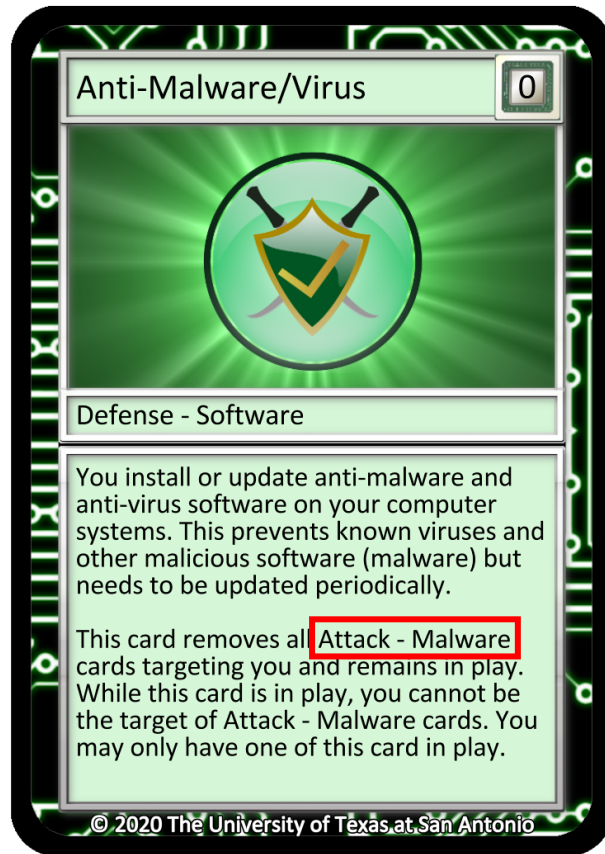 Anti-Malware/Virus
0
Defense - Software
You install or update anti-malware and
anti-virus software on your computer
systems. This prevents known viruses and
other malicious software (malware) but
needs to be updated periodically.
This card removes all Attack - Malware
cards targeting you and remains in play.
While this card is in play, you cannot be
the target of Attack - Malware cards. You
may only have one of this card in play.
© 2020 The University of Texas at San Antonio